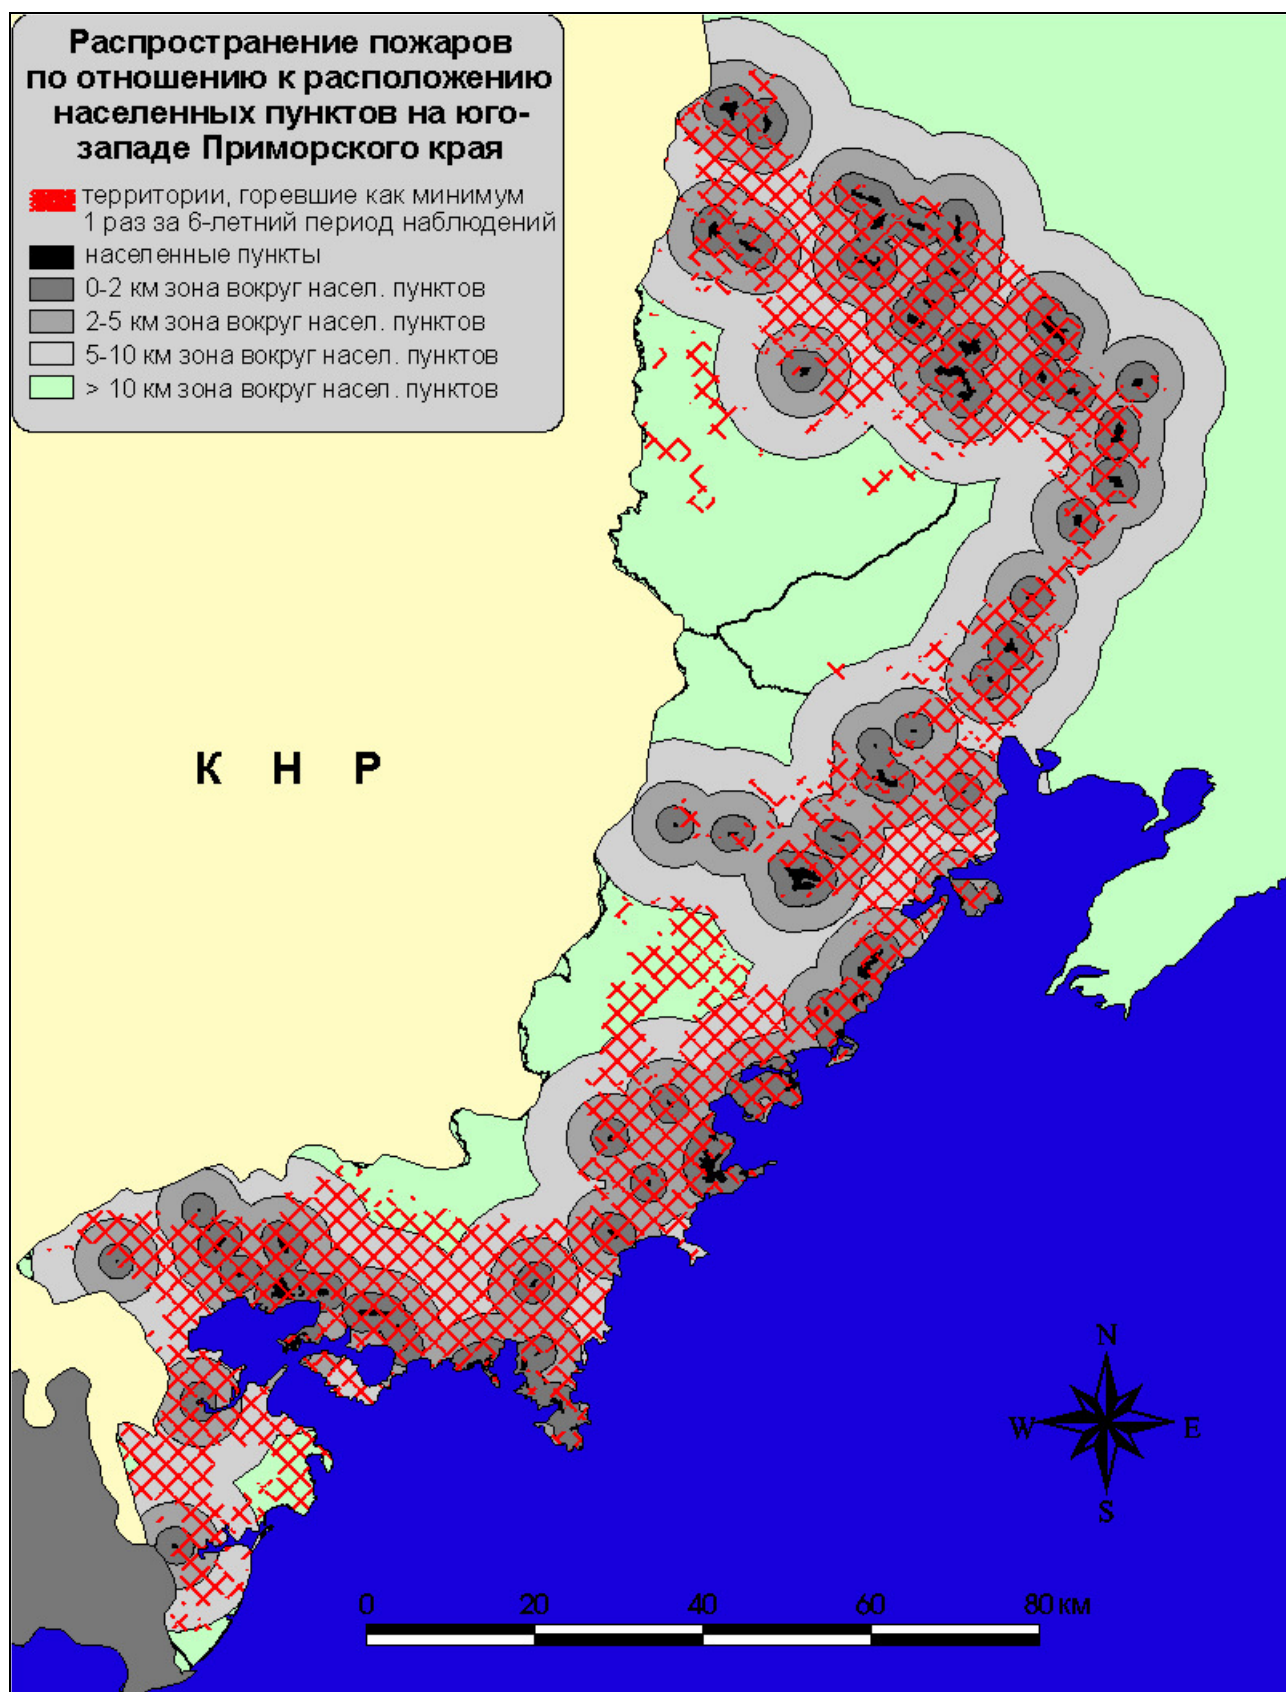 Распространение пожаров
по отношению к расположению
населенных пунктов на юго-
западе Приморского края
территории, горевшие как минимум
1 раз за 6-летний период наблюдений
населенные пункты
0-2 км зона вокруг насел. пунктов
2-5 км зона вокруг насел. пунктов
5-10 км зона вокруг насел. пунктов
> 10 км зона вокруг насел. пунктов
К Н Р
N
W E
S
0 20 40 60 80 км